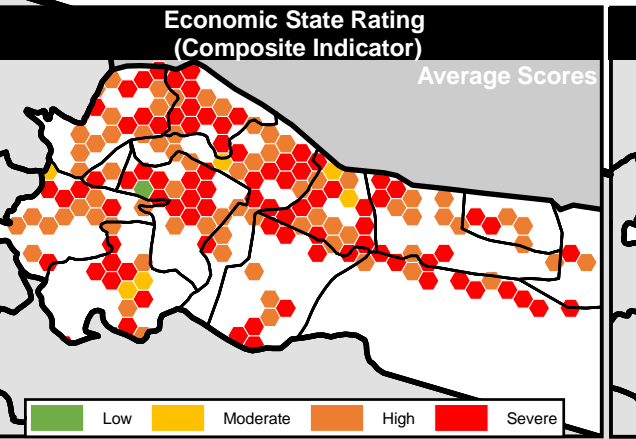 Economic State Rating
(Composite Indicator)
Average Scores
Low Moderate High Severe